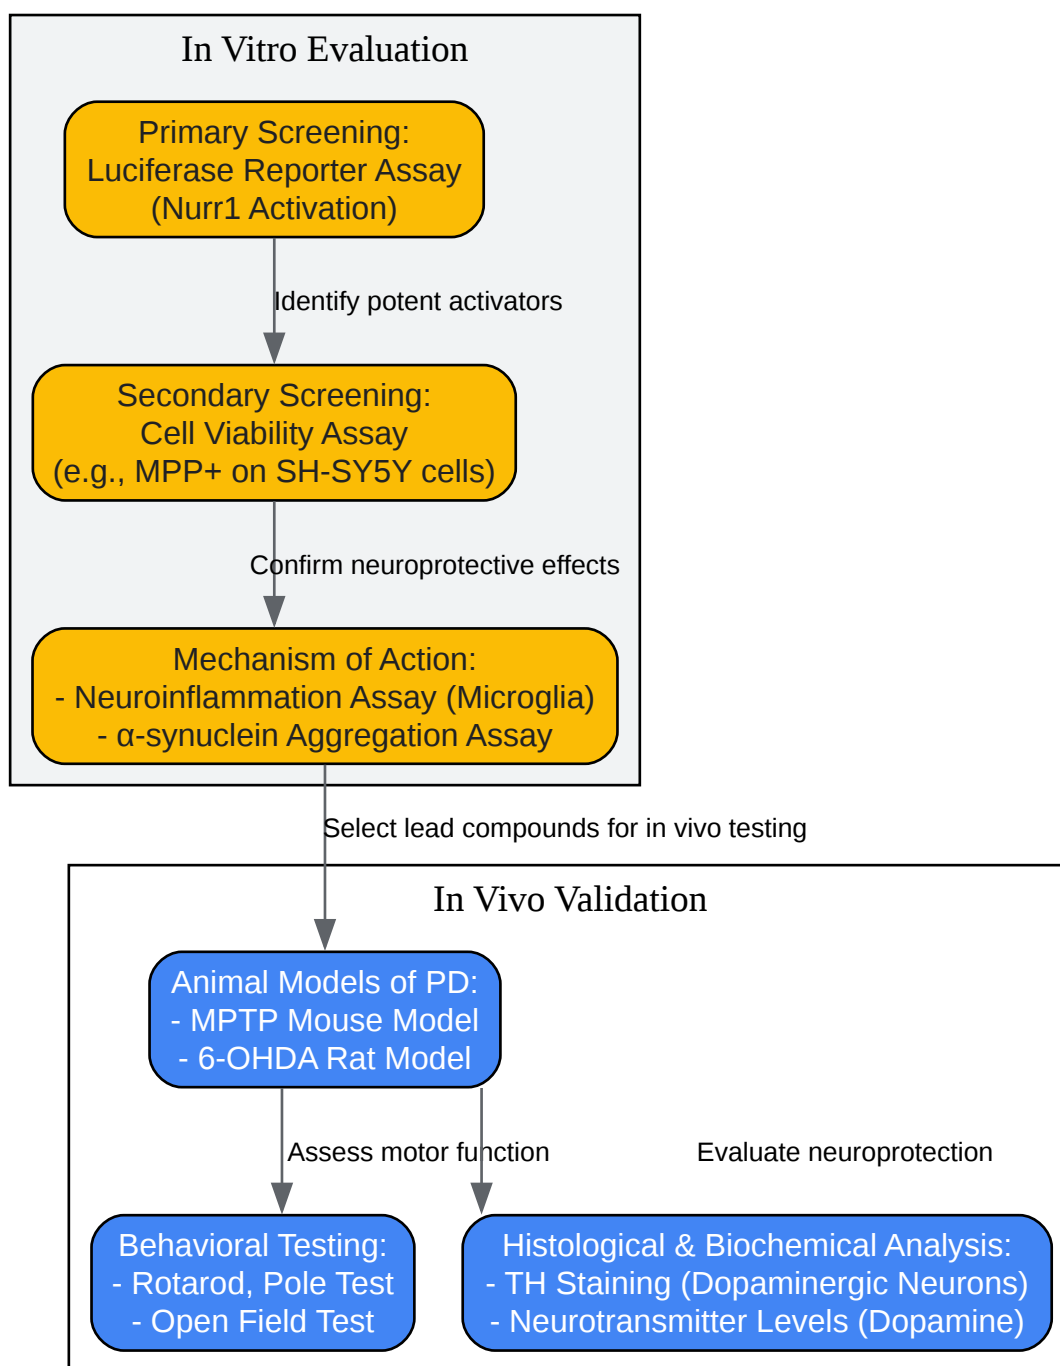 In Vitro Evaluation
Primary Screening:
Luciferase Reporter Assay
(Nurr1 Activation)
Identify potent activators
Secondary Screening:
Cell Viability Assay
(e.g., MPP+ on SH-SY5Y cells)
Confirm neuroprotective effects
Mechanism of Action:
- Neuroinflammation Assay (Microglia)
- α-synuclein Aggregation Assay
Select lead compounds for in vivo testing
In Vivo Validation
Animal Models of PD:
- MPTP Mouse Model
- 6-OHDA Rat Model
Assess motor function
Evaluate neuroprotection
Behavioral Testing:
- Rotarod, Pole Test
- Open Field Test
Histological & Biochemical Analysis:
- TH Staining (Dopaminergic Neurons)
- Neurotransmitter Levels (Dopamine)